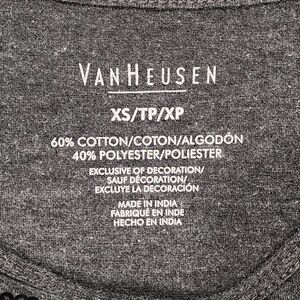 VANHEUSEN
XS/TP/XP
60% COTTON/COTON/ALGODÓN
40% POLYESTER/POLIESTER
EXCLUSIVE OF DECORATION/
SAUF DÉCORATION/
EXCLUYE LA DECORACIÓN
MADE IN INDIA
FABRIQUÉ EN INDE
HECHO EN INDIA